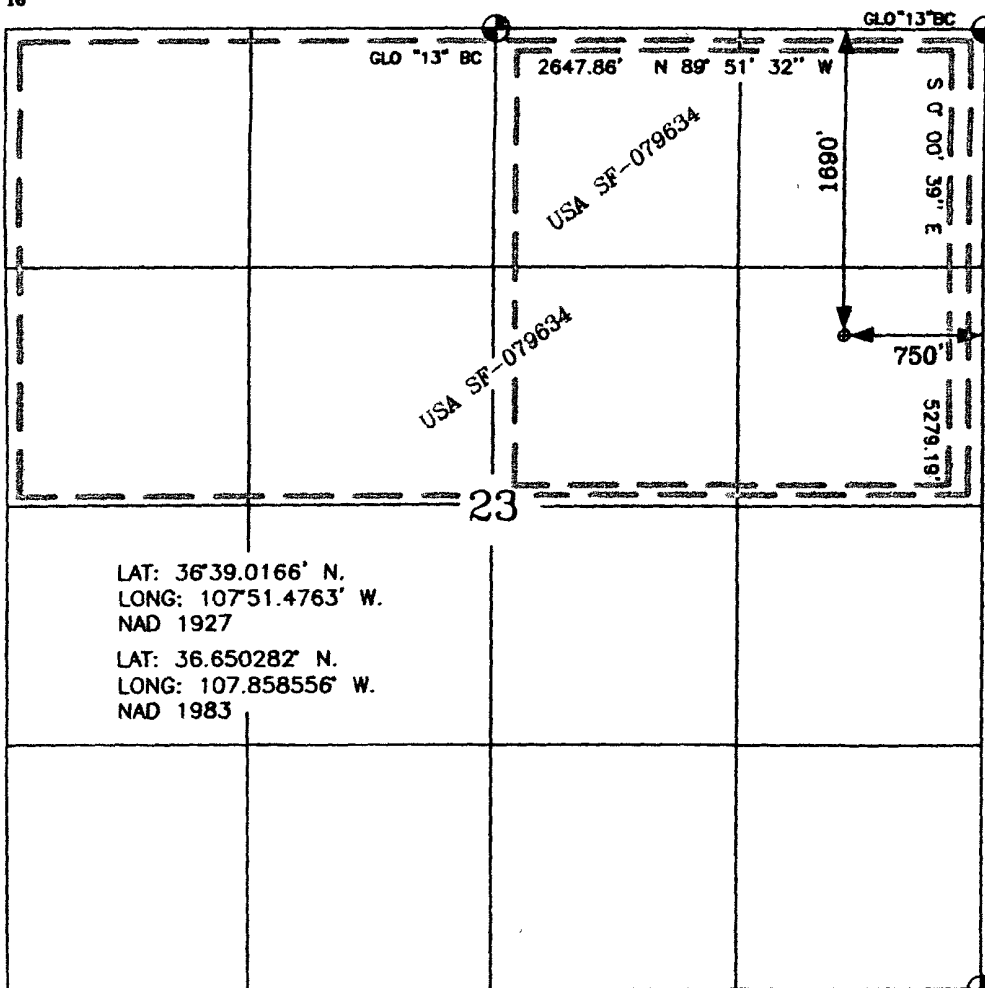 16
GLO "13" BC
GLO "13" BC
2647.86' N 89° 51' 32" W
S 0° 00' 39" E
1690'
USA SF-079634
750'
USA SF-079634
5279.19'
23
LAT: 36°39.0166' N.
LONG: 107°51.4763' W.
NAD 1927
LAT: 36.650282° N.
LONG: 107.858556° W.
NAD 1983